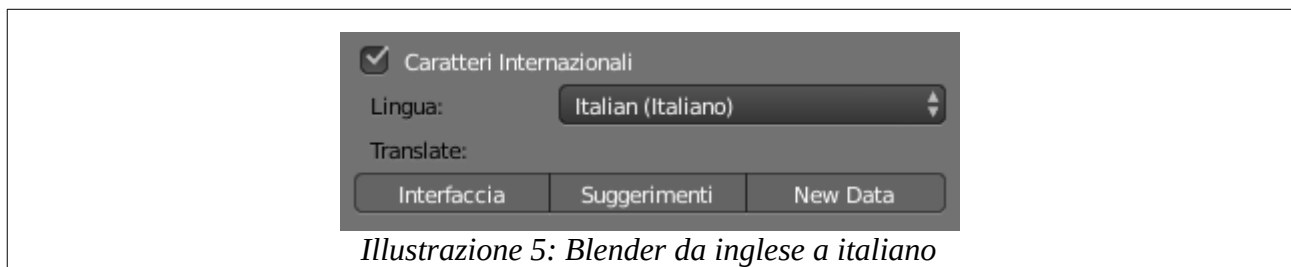 Caratteri Internazionali
Lingua: Italian (Italiano)
Translate:
Interfaccia Suggerimenti New Data
Illustrazione 5: Blender da inglese a italiano